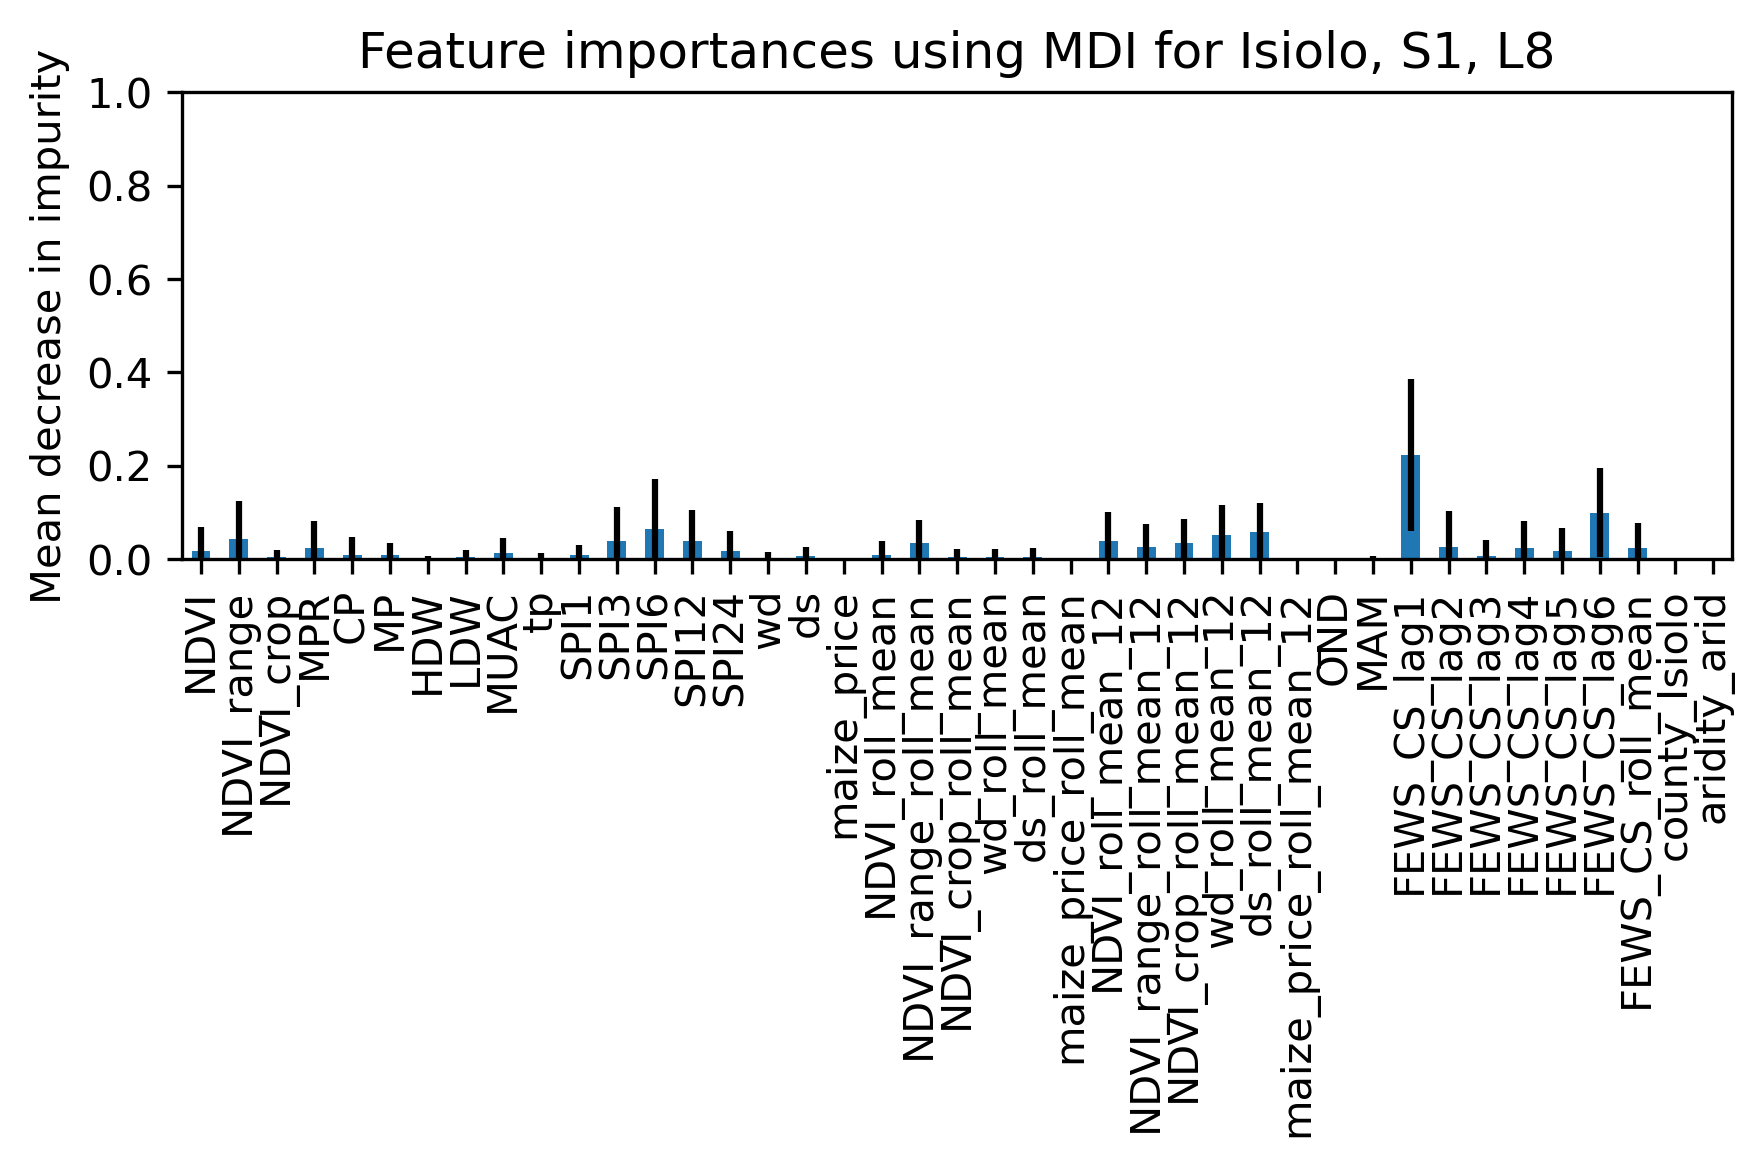 Feature importances using MDI for Isiolo, S1, L8
Mean decrease in impurity
1.0
0.8
0.6
0.4
0.2
0.0
NDVI
NDVI_range
NDVI_crop
MPR
CP
MP
HDW
LDW
MUAC
tp
SPI1
SPI3
SPI6
SPI12
SPI24
wd
ds
maize_price
NDVI_roll_mean
NDVI_range_roll_mean
NDVI_crop_roll_mean
wd_roll_mean
ds_roll_mean
maize_price_roll_mean
NDVI_roll_mean_12
NDVI_range_roll_mean_12
NDVI_crop_roll_mean_12
wd_roll_mean_12
ds_roll_mean_12
maize_price_roll_mean_12
OND
MAM
FEWS_CS_lag1
FEWS_CS_lag2
FEWS_CS_lag3
FEWS_CS_lag4
FEWS_CS_lag5
FEWS_CS_lag6
FEWS_CS_roll_mean
county_Isiolo
aridity_arid